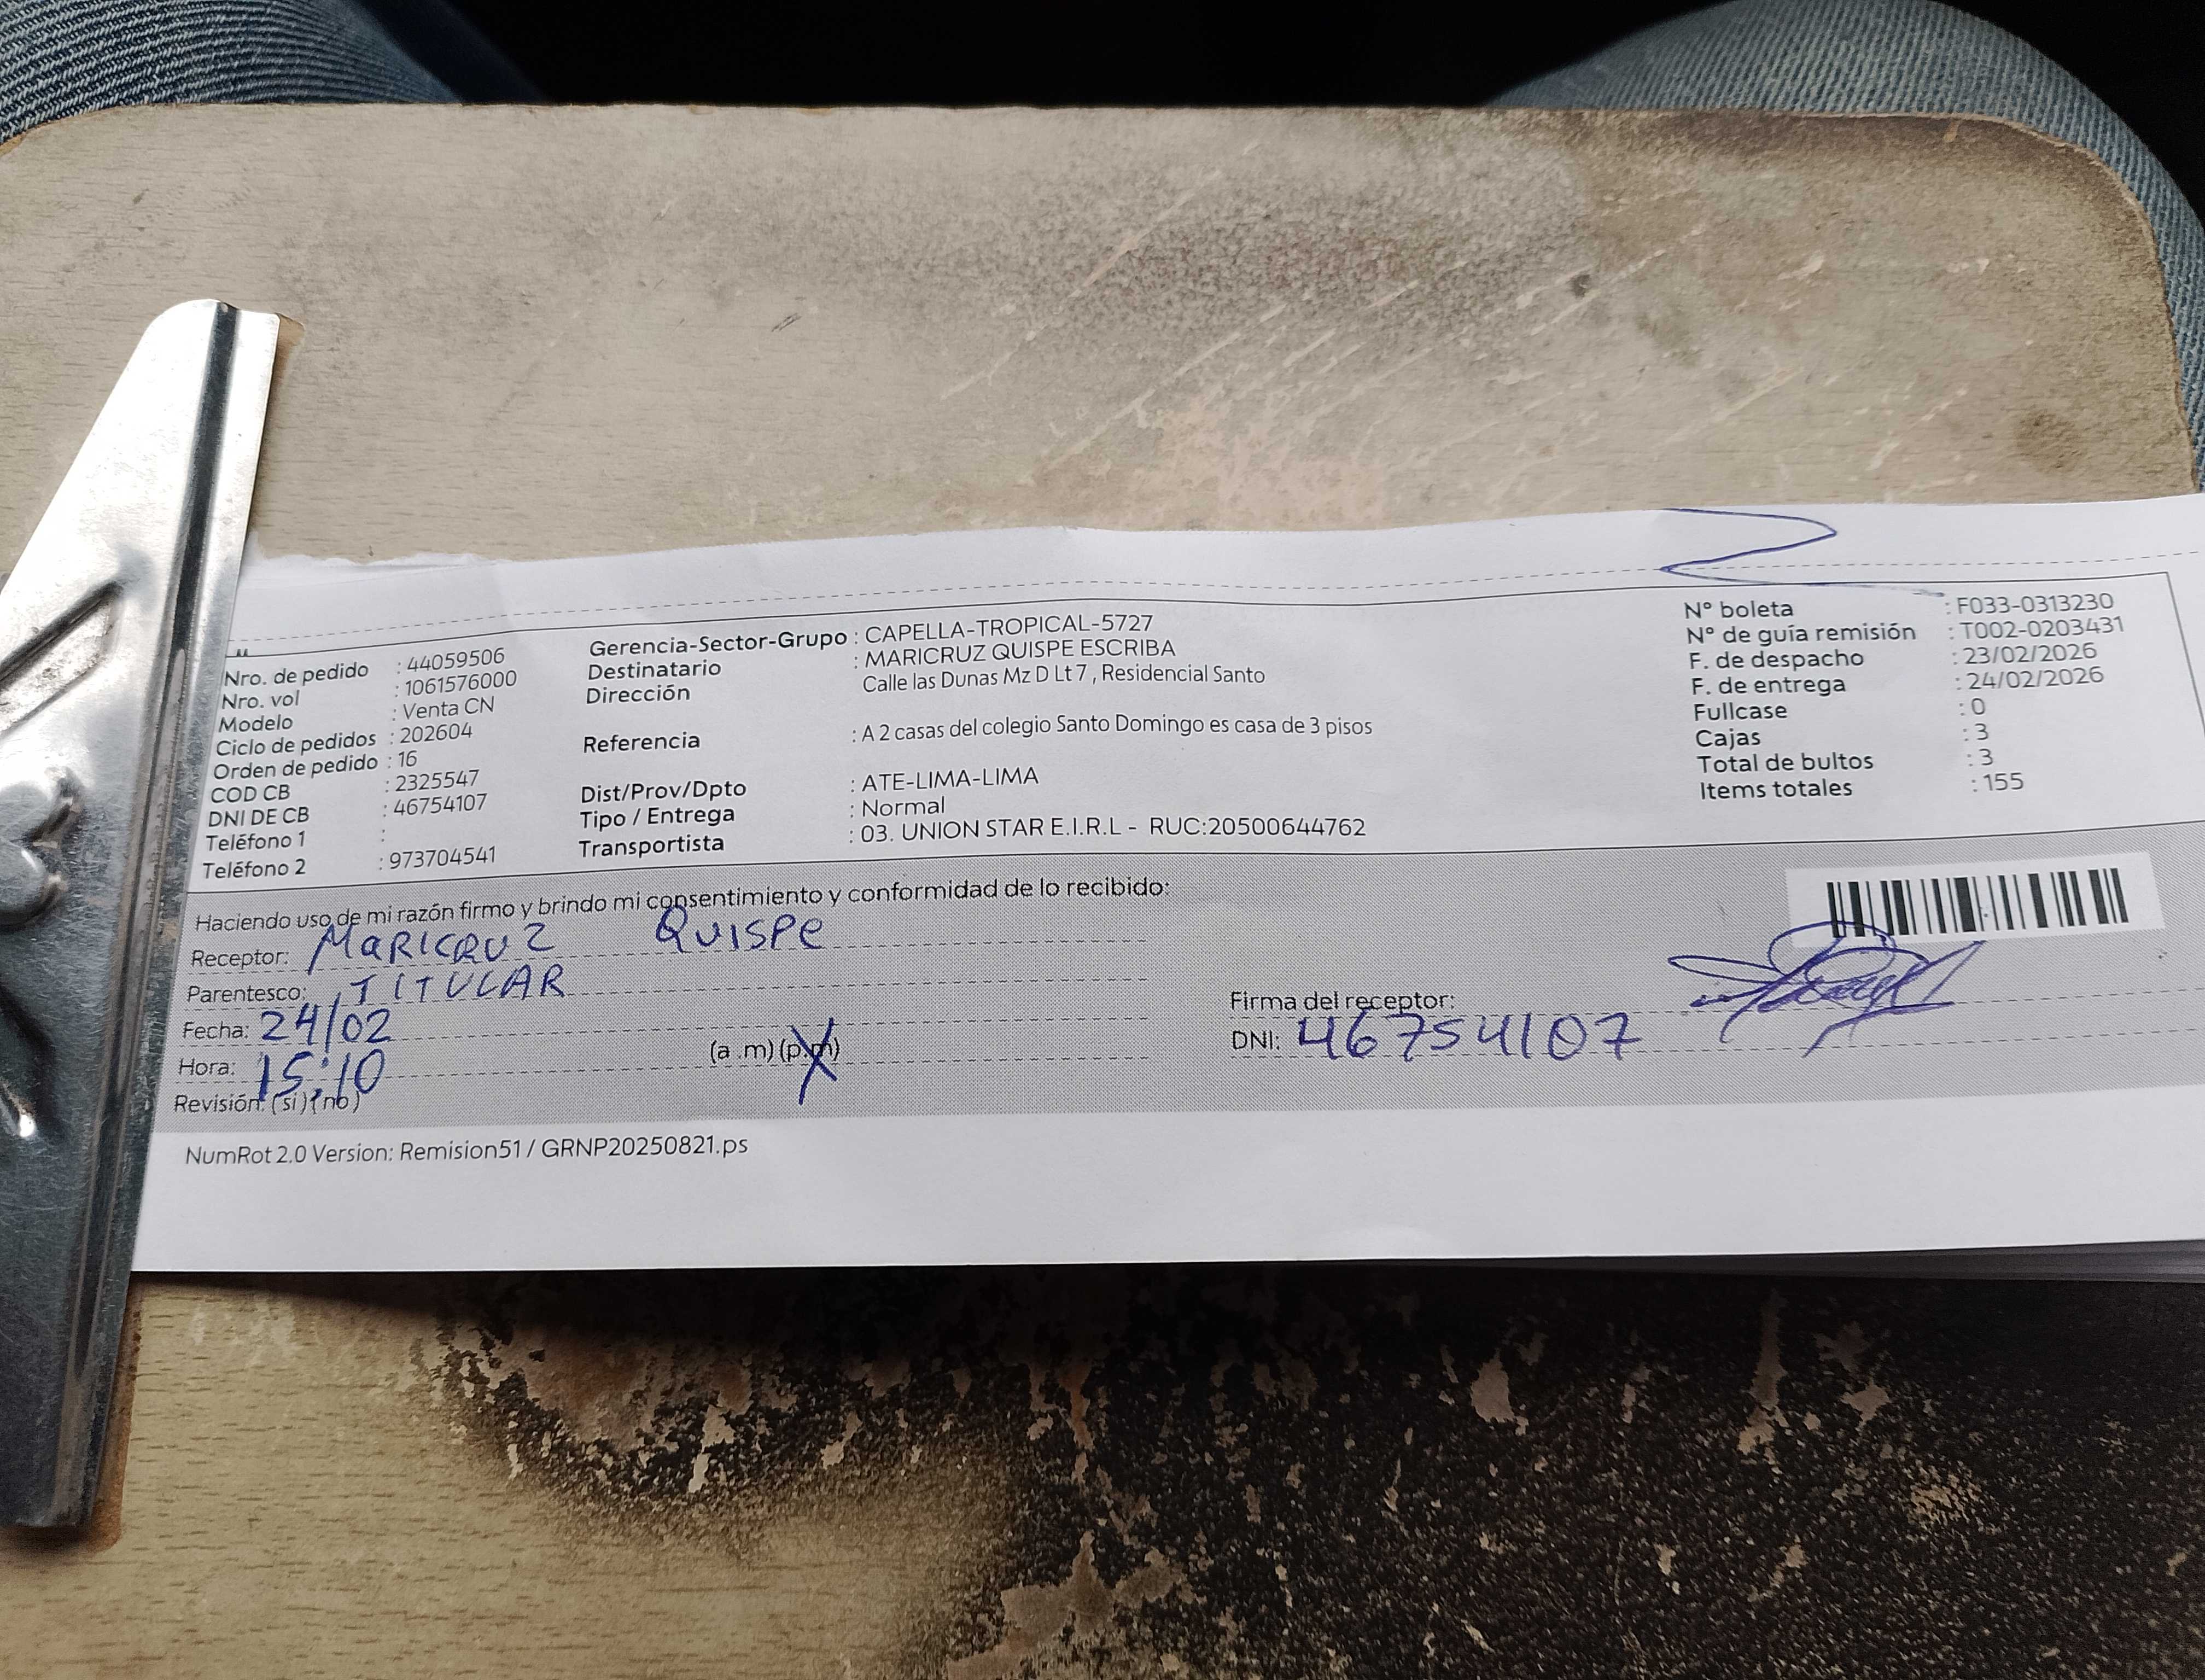 Nro. de pedido : 44059506
Nro. vol : 1061576000
Modelo : Venta CN
Ciclo de pedidos : 202604
Orden de pedido : 16
COD CB : 2325547
DNI DE CB : 46754107
Teléfono 1 :
Teléfono 2 : 973704541
Gerencia-Sector-Grupo : CAPELLA-TROPICAL-5727
Destinatario : MARICRUZ QUISPE ESCRIBA
Dirección Calle las Dunas Mz D Lt 7 , Residencial Santo
Referencia : A 2 casas del colegio Santo Domingo es casa de 3 pisos
Dist/Prov/Dpto : ATE-LIMA-LIMA
Tipo / Entrega : Normal
Transportista : 03. UNION STAR E.I.R.L - RUC:20500644762
N° boleta : F033-0313230
N° de guía remisión : T002-0203431
F. de despacho : 23/02/2026
F. de entrega : 24/02/2026
Fullcase : 0
Cajas : 3
Total de bultos : 3
Items totales : 155
Haciendo uso de mi razón firmo y brindo mi consentimiento y conformidad de lo recibido:
Receptor: MaRICRUZ QUISPe
Parentesco: TITULAR
Fecha: 24/02
Hora: 15:10 (a .m) (p.m)
Revisión: (si) (no)
Firma del receptor:
DNI: 46754107
NumRot 2.0 Version: Remision51 / GRNP20250821.ps